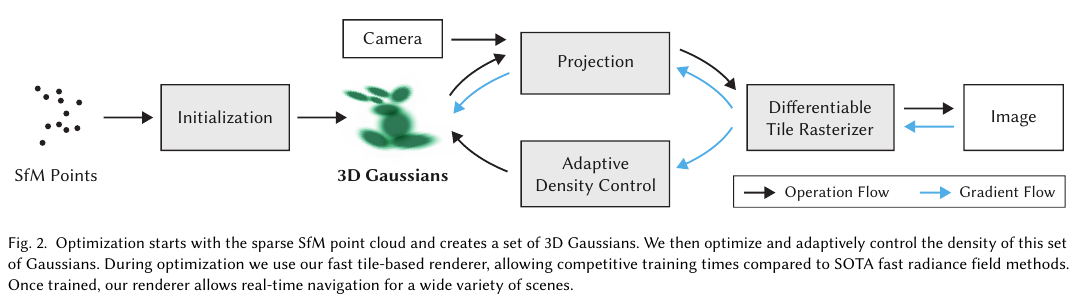 Camera
Projection
Initialization
Differentiable
Tile Rasterizer
Image
SfM Points
3D Gaussians
Adaptive
Density Control
Operation Flow
Gradient Flow
Fig. 2. Optimization starts with the sparse SfM point cloud and creates a set of 3D Gaussians. We then optimize and adaptively control the density of this set
of Gaussians. During optimization we use our fast tile-based renderer, allowing competitive training times compared to SOTA fast radiance field methods.
Once trained, our renderer allows real-time navigation for a wide variety of scenes.